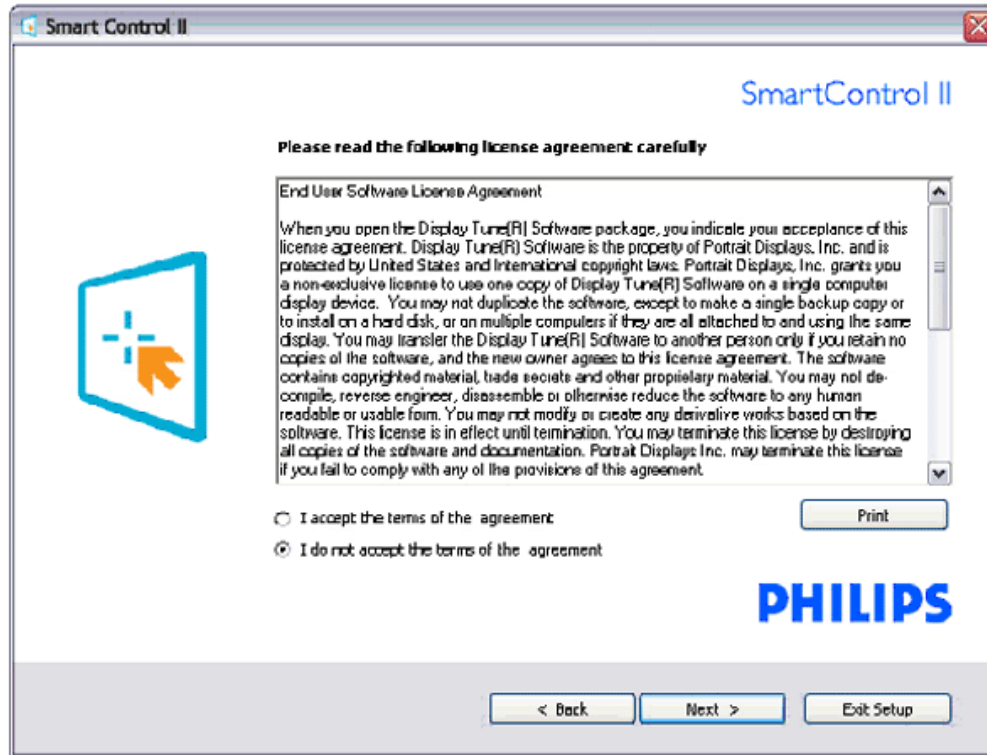 Smart Control II
SmartControl II
Please read the following license agreement carefully
End User Software License Agreement
When you open the Display Tune(R) Software package, you indicate your acceptance of this
license agreement. Display Tune(R) Software is the property of Portrait Displays, Inc. and is
protected by United States and International copyright laws. Portrait Displays, Inc. grants you
a non-exclusive license to use one copy of Display Tune(R) Software on a single computer
display device. You may not duplicate the software, except to make a single backup copy or
to install on a hard disk, or on multiple computers if they are all attached to and using the same
display. You may transfer the Display Tune(R) Software to another person only if you retain no
copies of the software, and the new owner agrees to this license agreement. The software
contains copyrighted material, trade secrets and other proprietary material. You may not de-
compile, reverse engineer, disassemble or otherwise reduce the software to any human
readable or usable form. You may not modify or create any derivative works based on the
software. This license is in effect until termination. You may terminate this license by destroying
all copies of the software and documentation. Portrait Displays Inc. may terminate this license
if you fail to comply with any of the provisions of this agreement.
I accept the terms of the agreement
Print
I do not accept the terms of the agreement
PHILIPS
< Back
Next >
Exit Setup